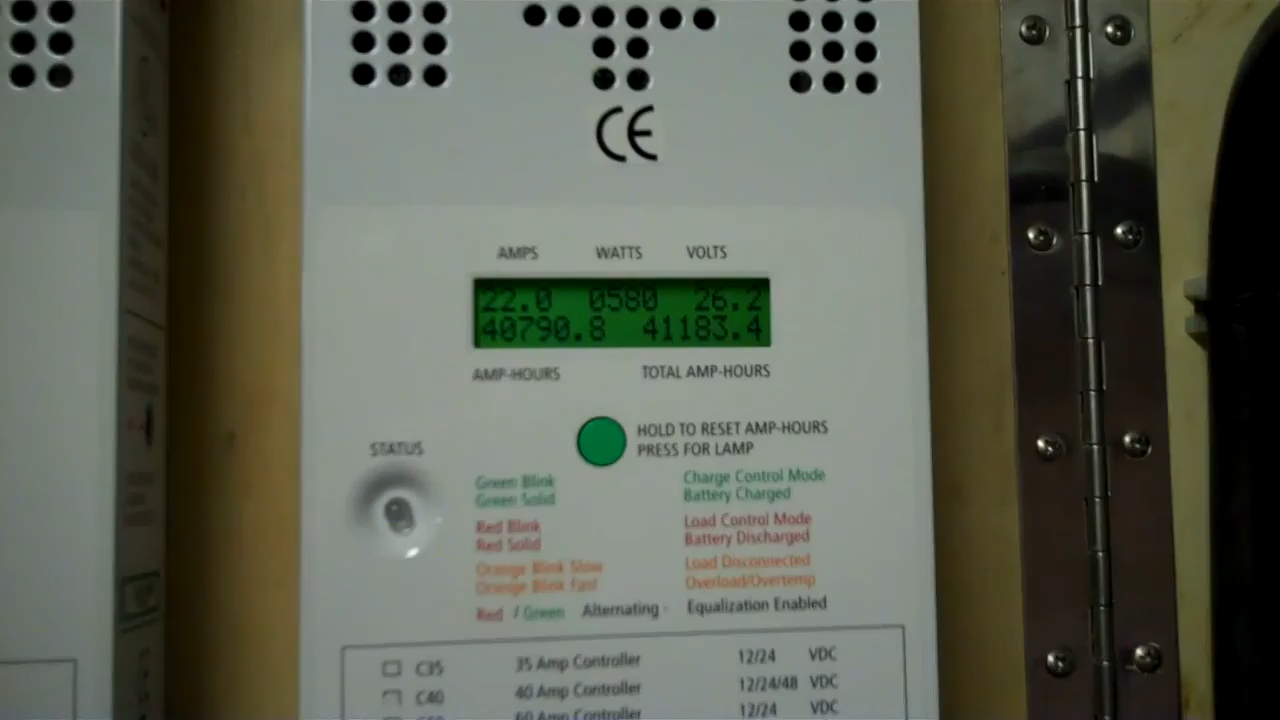 CE
AMPS WATTS VOLTS
22.0 0580 26.2
40790.8 41183.4
AMP-HOURS TOTAL AMP-HOURS
HOLD TO RESET AMP-HOURS
PRESS FOR LAMP
STATUS
Green Blink Charge Control Mode
Green Solid Battery Charged
Red Blink Load Control Mode
Red Solid Battery Discharged
Orange Blink Slow Load Disconnected
Orange Blink Fast Overload/Overtemp
Red / Green Alternating - Equalization Enabled
C35 35 Amp Controller 12/24 VDC
C40 40 Amp Controller 12/24/48 VDC
60 Amp Controller 12/24 VDC